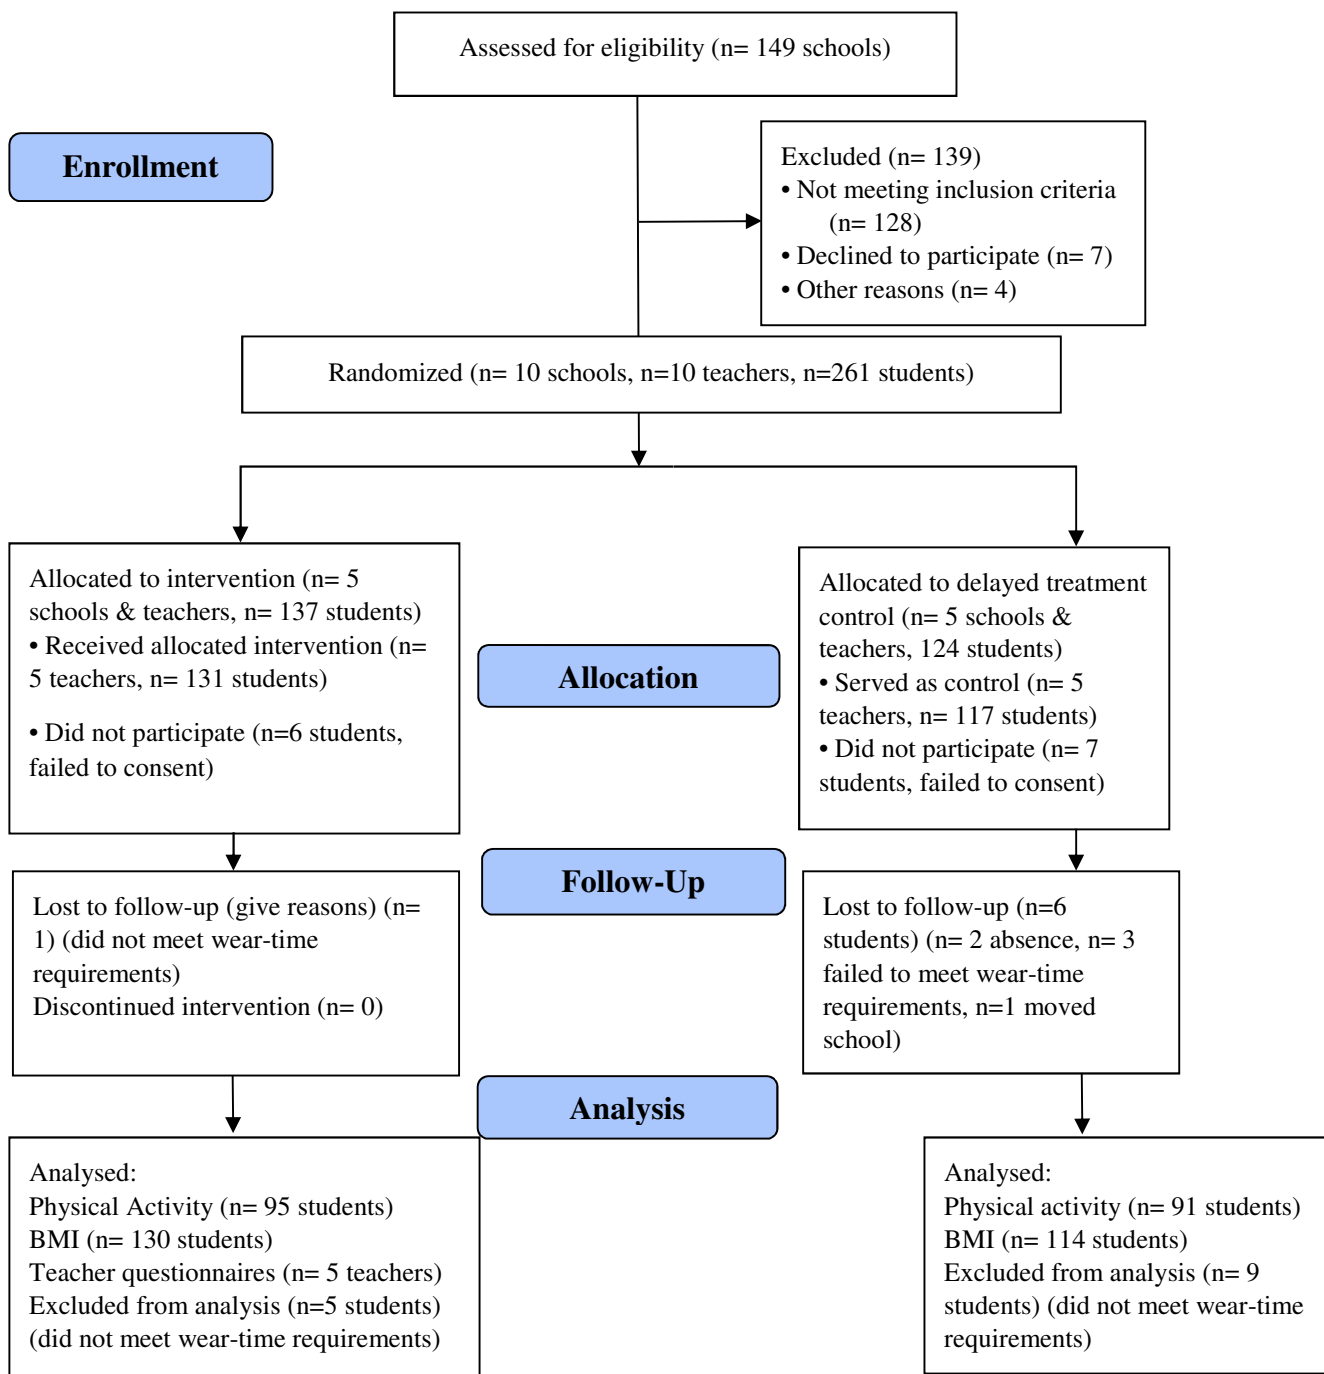 Assessed for eligibility (n= 149 schools)
Enrollment
Excluded (n= 139)
• Not meeting inclusion criteria
(n= 128)
• Declined to participate (n= 7)
• Other reasons (n= 4)
Randomized (n= 10 schools, n=10 teachers, n=261 students)
Allocated to intervention (n= 5
schools & teachers, n= 137 students)
• Received allocated intervention (n=
5 teachers, n= 131 students)
• Did not participate (n=6 students,
failed to consent)
Allocation
Allocated to delayed treatment
control (n= 5 schools &
teachers, 124 students)
• Served as control (n= 5
teachers, n= 117 students)
• Did not participate (n= 7
students, failed to consent)
Follow-Up
Lost to follow-up (give reasons) (n=
1) (did not meet wear-time
requirements)
Discontinued intervention (n= 0)
Lost to follow-up (n=6
students) (n= 2 absence, n= 3
failed to meet wear-time
requirements, n=1 moved
school)
Analysis
Analysed:
Physical Activity (n= 95 students)
BMI (n= 130 students)
Teacher questionnaires (n= 5 teachers)
Excluded from analysis (n=5 students)
(did not meet wear-time requirements)
Analysed:
Physical activity (n= 91 students)
BMI (n= 114 students)
Excluded from analysis (n= 9
students) (did not meet wear-time
requirements)